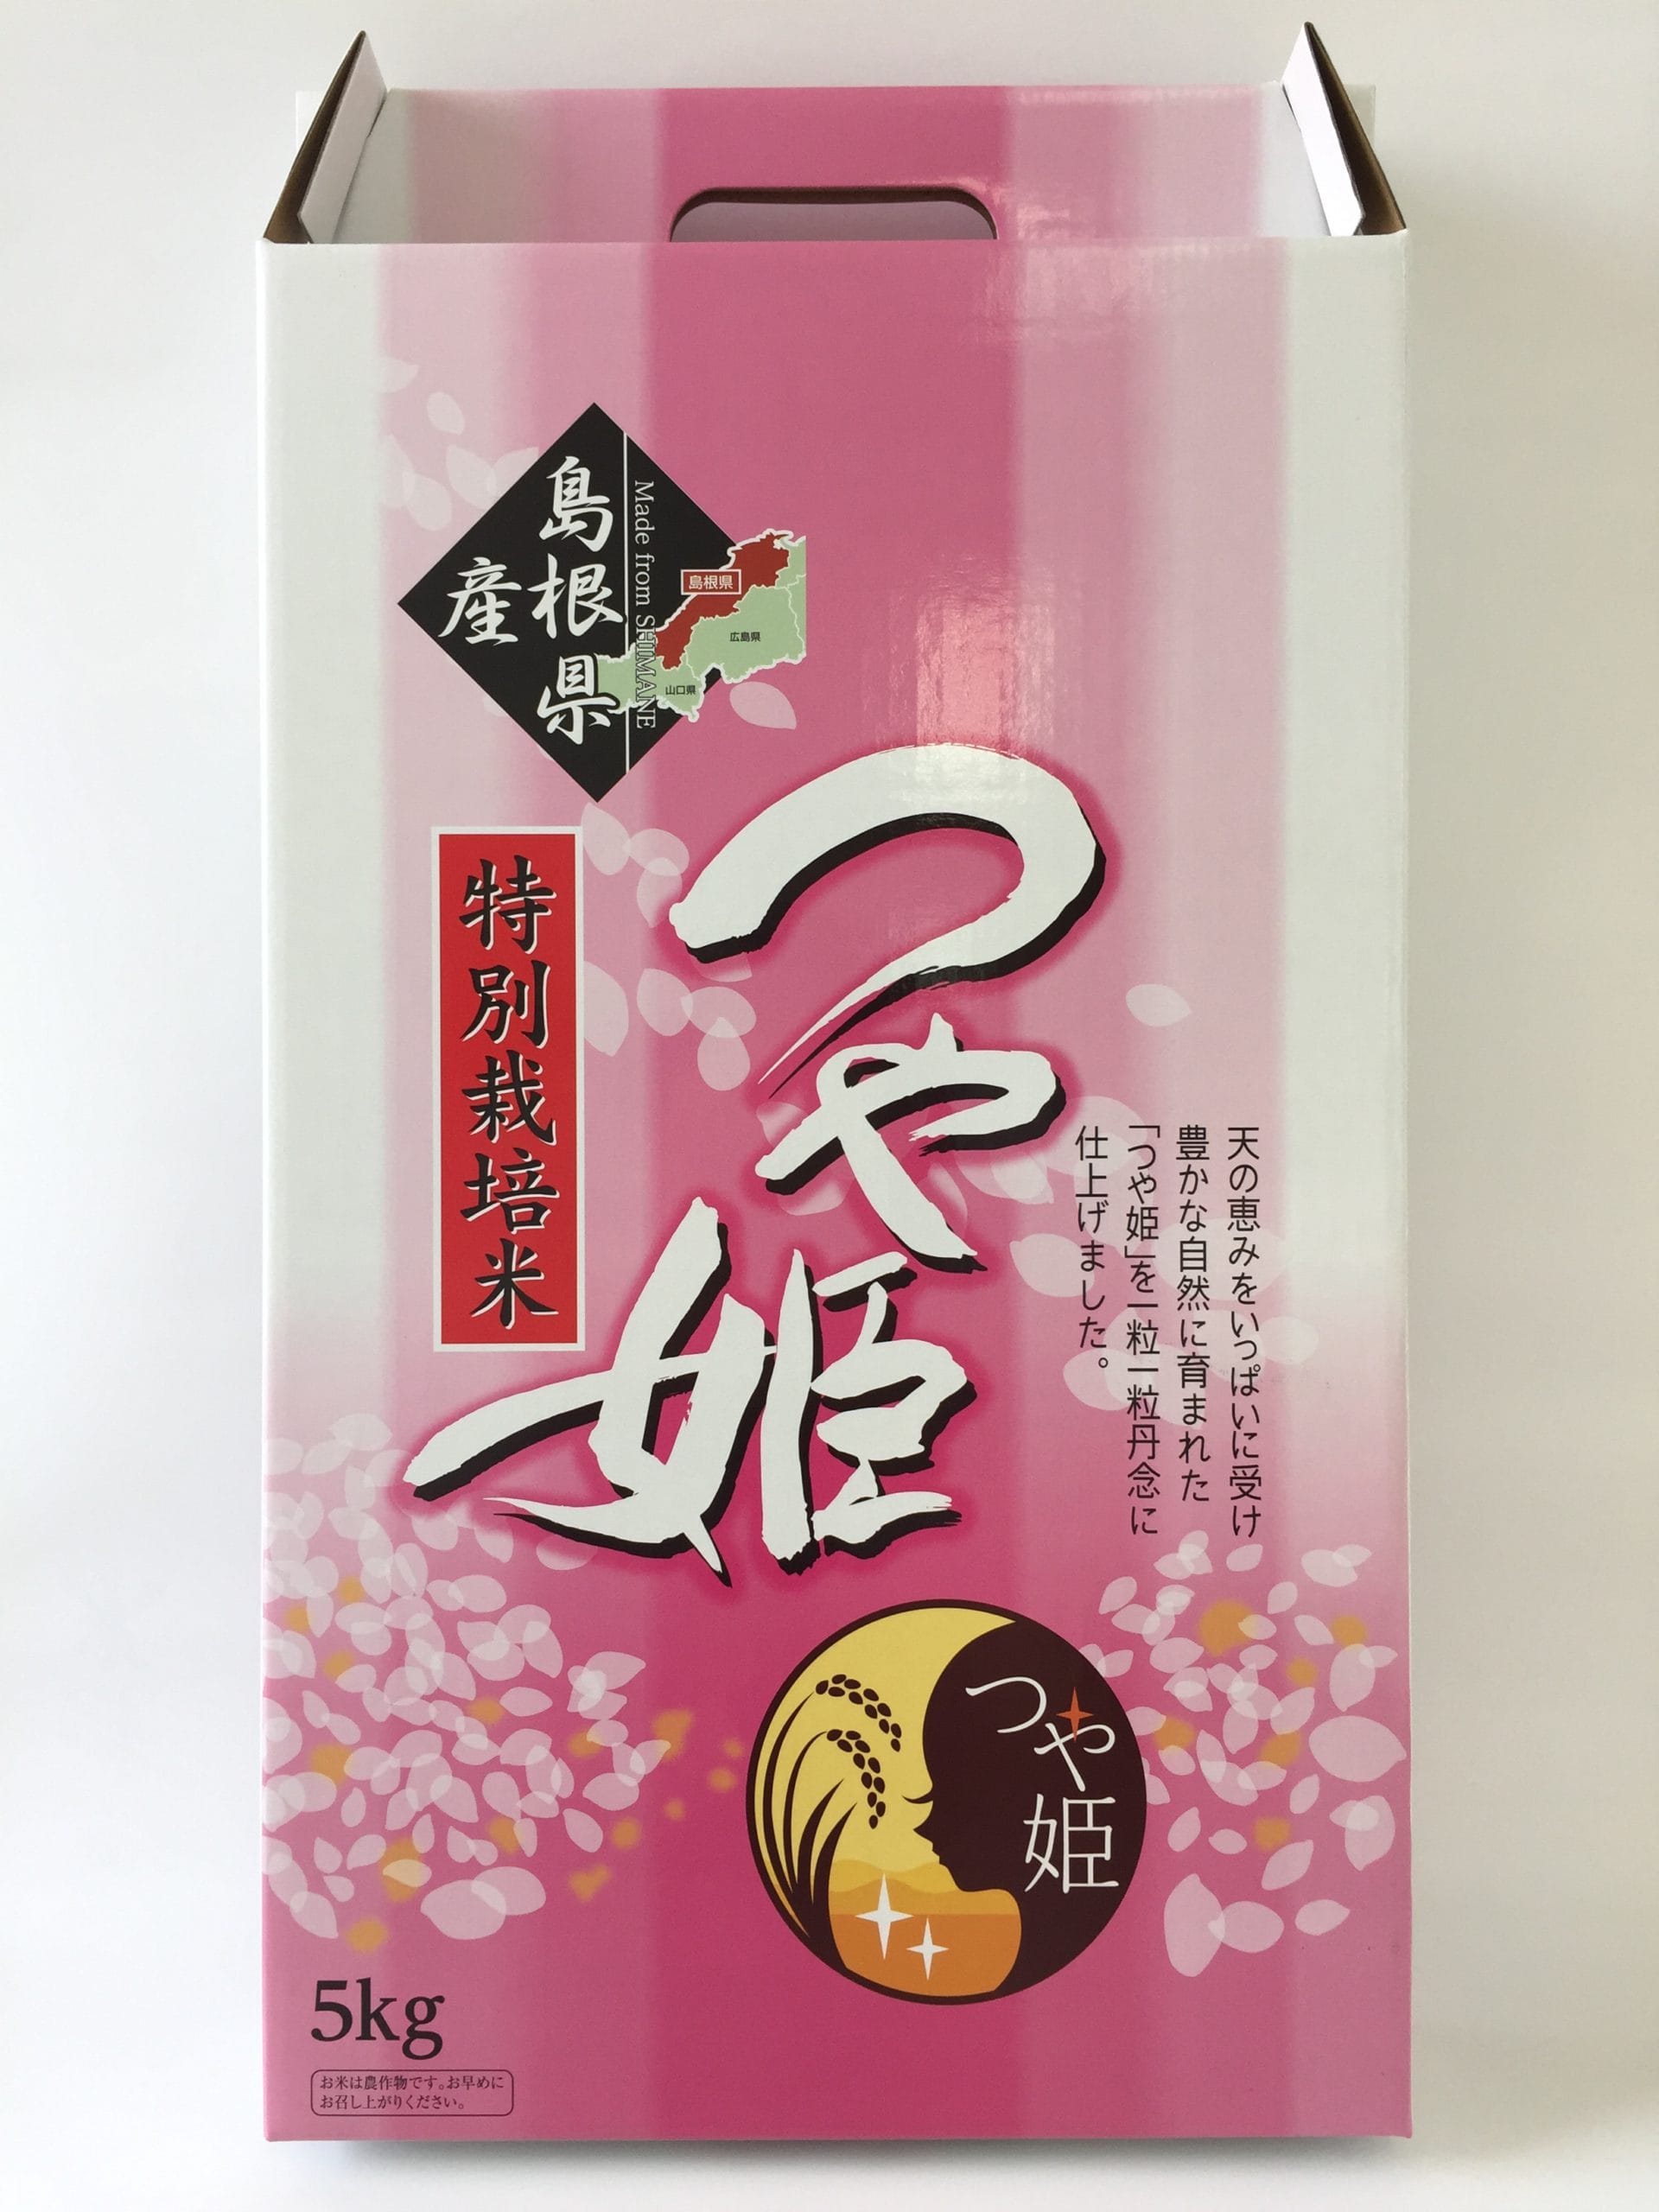 島根県
産
Made from SHIMANE
島根県
広島県
山口県
特別栽培米
つや姫
天の恵みをいっぱいに受け
豊かな自然に育まれた
「つや姫」を一粒一粒丹念に
仕上げました。
つや姫
5kg
お米は農作物です。お早めに
お召し上がりください。